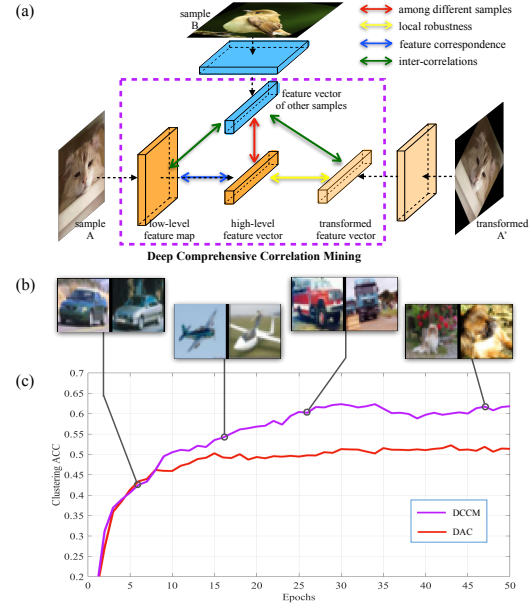 (a)
sample
B
among different samples
local robustness
feature correspondence
inter-correlations
feature vector
of other samples
sample
A
low-level
feature map
high-level
feature vector
transformed
feature vector
transformed
A'
Deep Comprehensive Correlation Mining
(b)
(c)
0.7
0.65
0.6
0.55
0.5
0.45
0.4
0.35
0.3
0.25
0.2
Clustering ACC
DCCM
DAC
0 5 10 15 20 25 30 35 40 45 50
Epochs